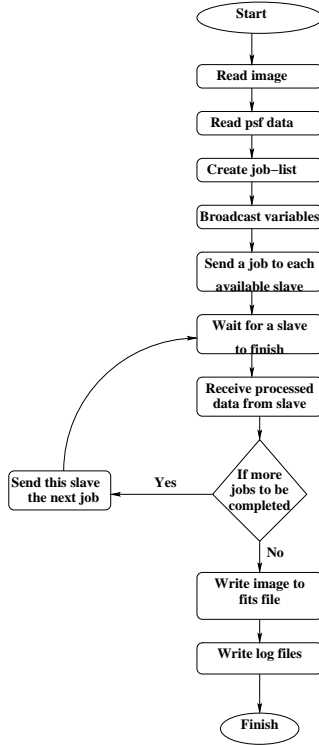 Start
Read image
Read psf data
Create job−list
Broadcast variables
Send a job to each
available slave
Wait for a slave
to finish
Receive processed
data from slave
If more
jobs to be
completed
Yes
Send this slave
the next job
No
Write image to
fits file
Write log files
Finish